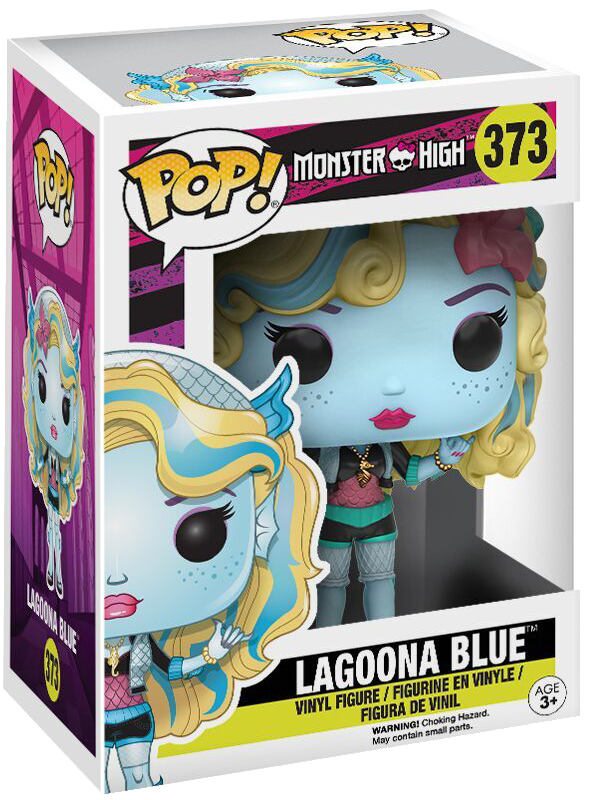 POP!
POP!
POP!®
MONSTER HIGH™
373
LAGOONA BLUE
373
LAGOONA BLUE™
VINYL FIGURE / FIGURINE EN VINYLE /
FIGURA DE VINIL
WARNING! Choking Hazard.
May contain small parts.
AGE
3+